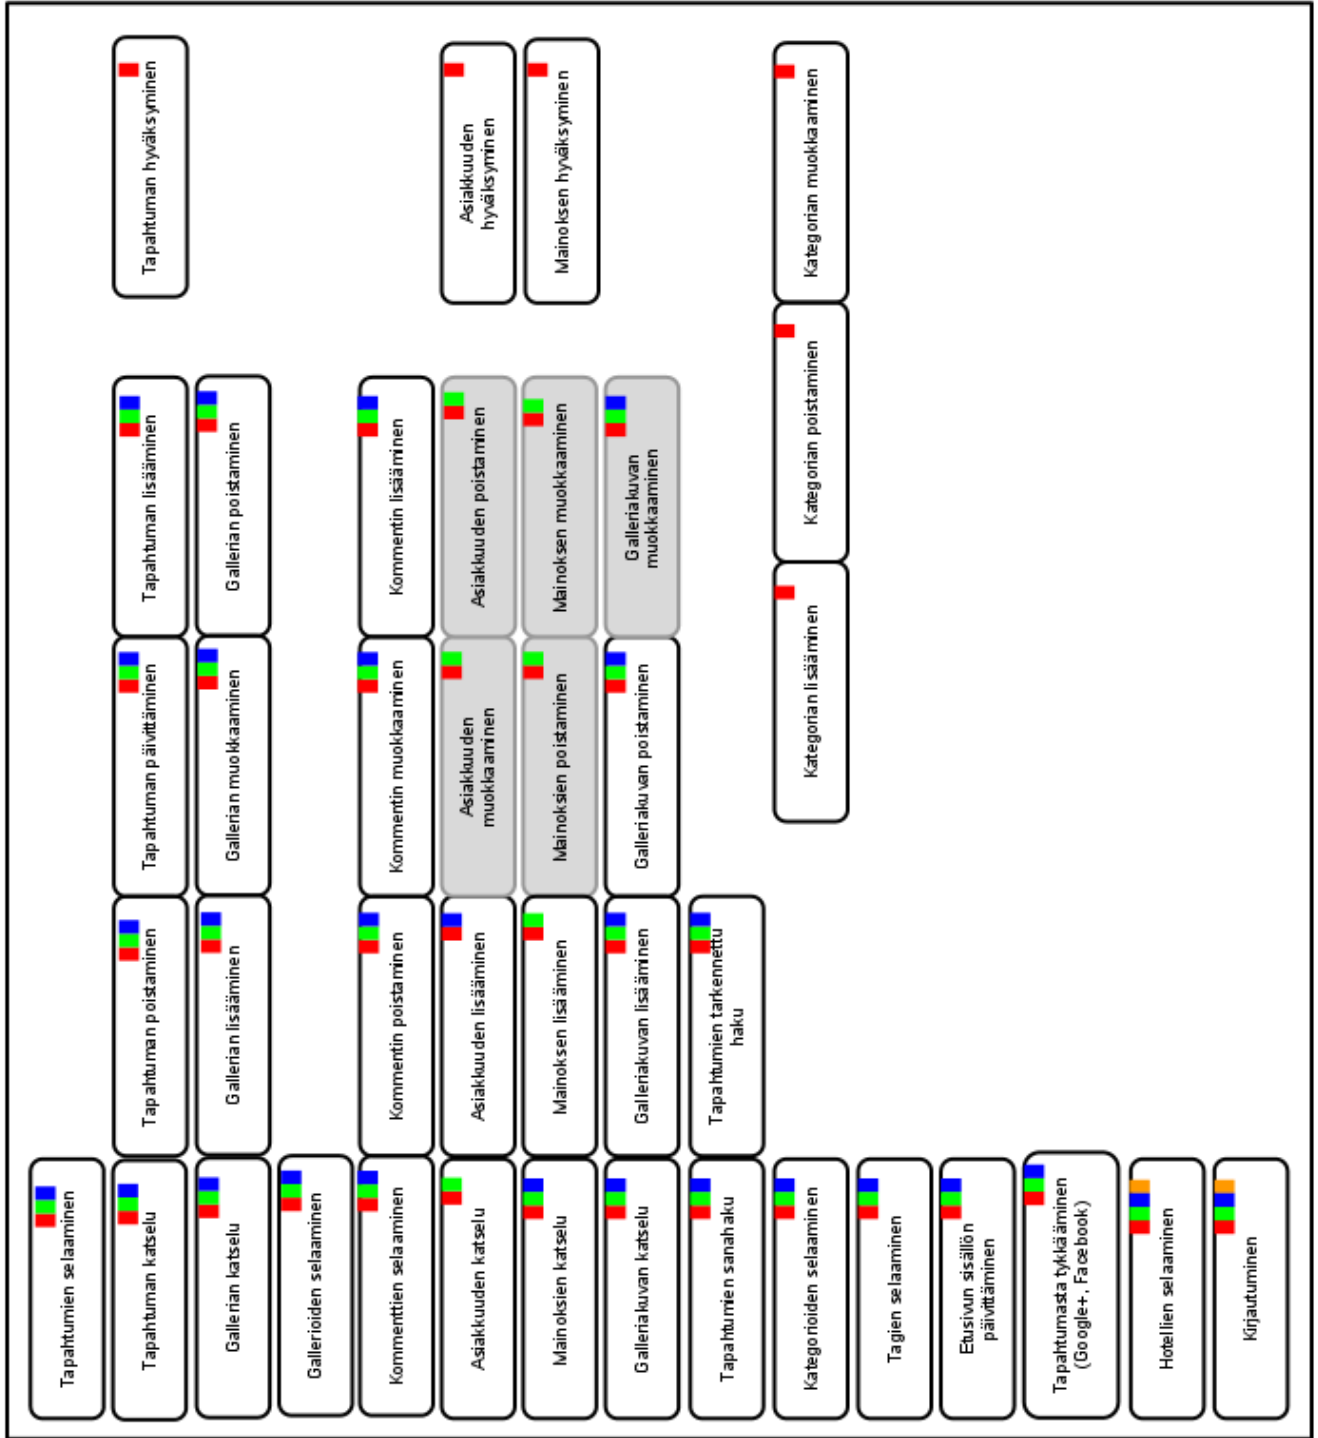 Tapahtumien selaaminen
Tapahtuman katselu
Tapahtuman poistaminen
Tapahtuman päivittäminen
Tapahtuman lisääminen
Tapahtuman hyväksyminen
Gallerian katselu
Gallerian lisääminen
Gallerian muokkaaminen
Gallerian poistaminen
Gallerioiden selaaminen
Kommenttien selaaminen
Kommentin poistaminen
Kommentin muokkaaminen
Kommentin lisääminen
Asiakkuuden katselu
Asiakkuuden lisääminen
Asiakkuuden
muokkaaminen
Asiakkuuden poistaminen
Asiakkuuden
hyväksyminen
Mainoksien katselu
Mainoksen lisääminen
Mainoksien poistaminen
Mainoksen muokkaaminen
Mainoksen hyväksyminen
Galleriakuvan katselu
Galleriakuvan lisääminen
Galleriakuvan poistaminen
Galleriakuvan
muokkaaminen
Tapahtumien sanahaku
Tapahtumien tarkennettu
haku
Kategorioiden selaaminen
Kategorian lisääminen
Kategorian poistaminen
Kategorian muokkaaminen
Tagien selaaminen
Etusivun sisällön
päivittäminen
Tapahtumasta tykkääminen
(Google+, Facebook)
Hotellien selaaminen
Kirjautuminen